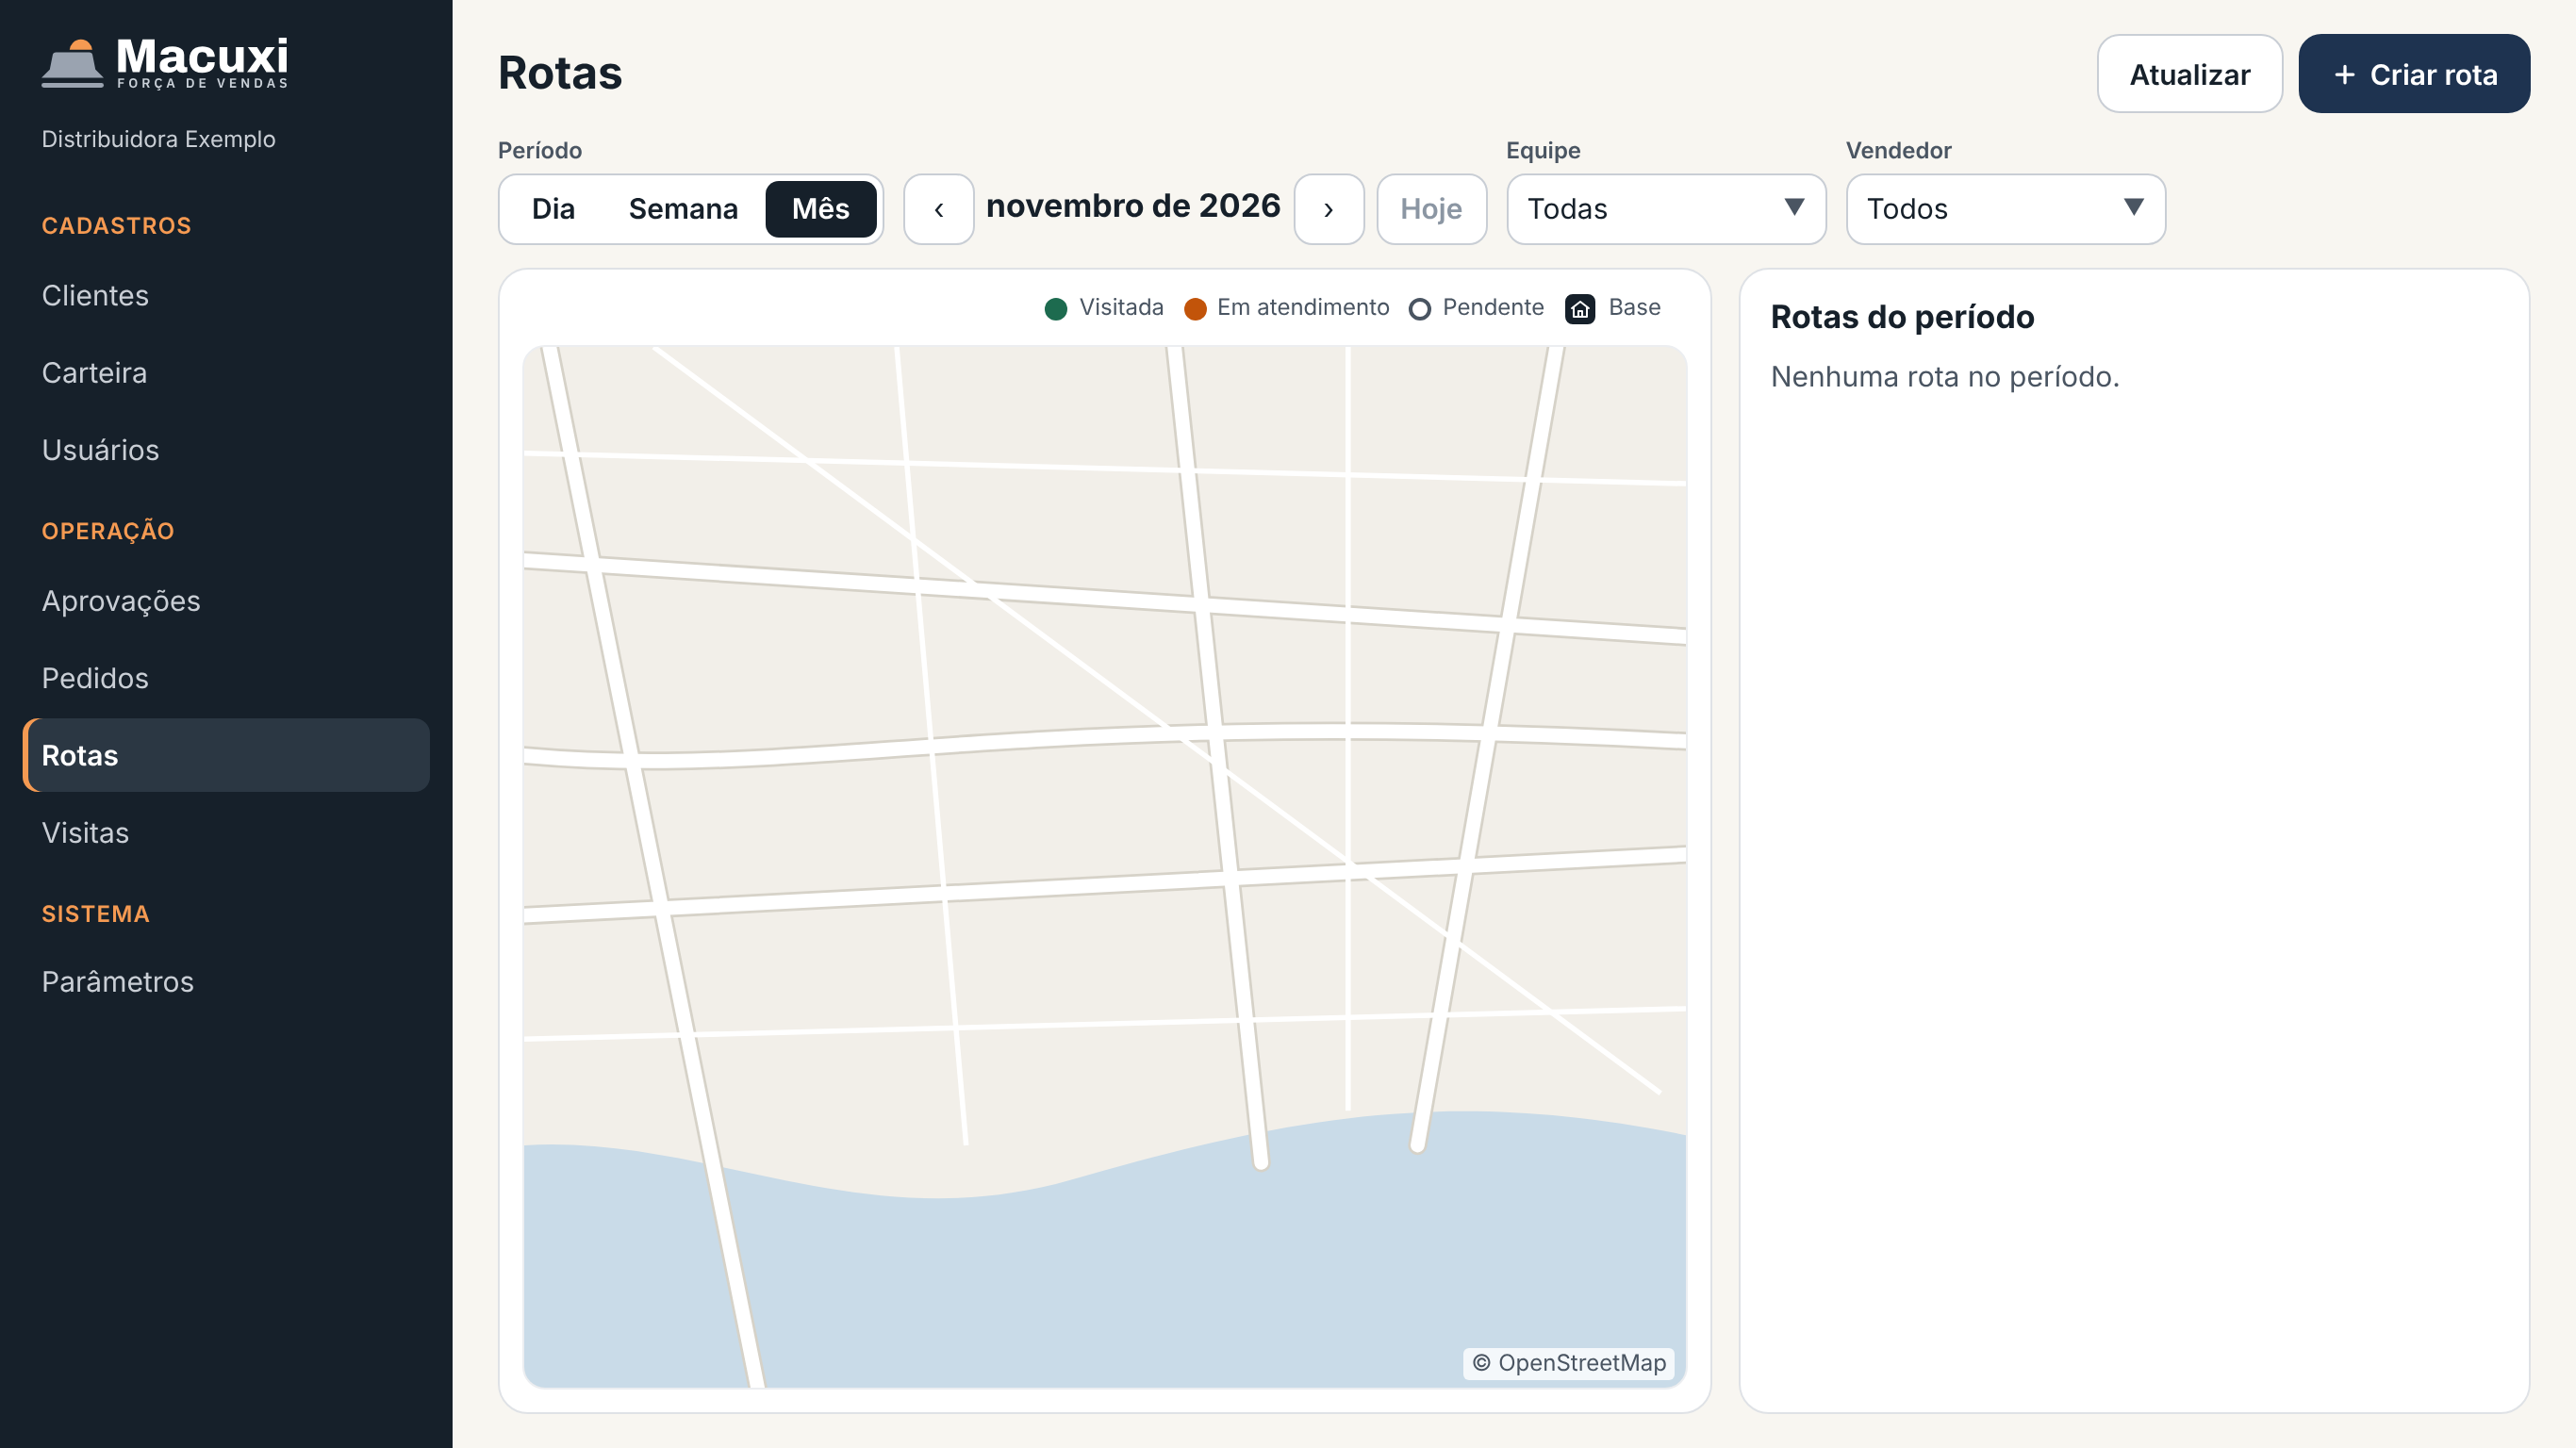 Macuxi
FORÇA DE VENDAS
Distribuidora Exemplo
CADASTROS
Clientes
Carteira
Usuários
OPERAÇÃO
Aprovações
Pedidos
Rotas
Visitas
SISTEMA
Parâmetros
Rotas
Atualizar
+ Criar rota
Período
Equipe
Vendedor
Dia Semana Mês ‹ novembro de 2026 › Hoje Todas ▼ Todos ▼
Visitada Em atendimento Pendente Base
© OpenStreetMap
Rotas do período
Nenhuma rota no período.